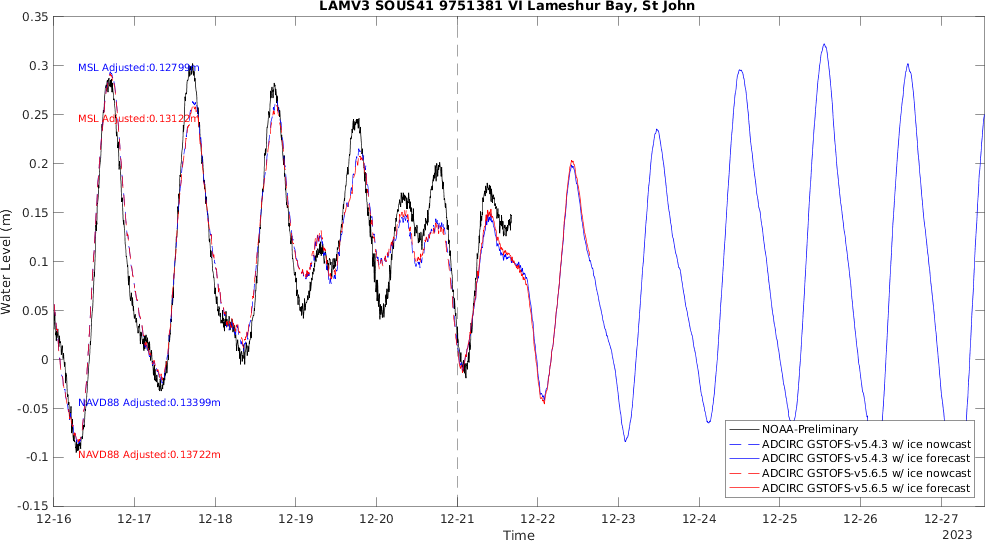 LAMV3 SOUS41 9751381 VI Lameshur Bay, St John
0.35
0.3
0.25
0.2
0.15
0.1
0.05
0
-0.05
-0.1
-0.15
Water Level (m)
MSL Adjusted:0.12799m
MSL Adjusted:0.13122m
NAVD88 Adjusted:0.13399m
NAVD88 Adjusted:0.13722m
NOAA-Preliminary
ADCIRC GSTOFS-v5.4.3 w/ ice nowcast
ADCIRC GSTOFS-v5.4.3 w/ ice forecast
ADCIRC GSTOFS-v5.6.5 w/ ice nowcast
ADCIRC GSTOFS-v5.6.5 w/ ice forecast
12-16 12-17 12-18 12-19 12-20 12-21 12-22 12-23 12-24 12-25 12-26 12-27
Time
2023